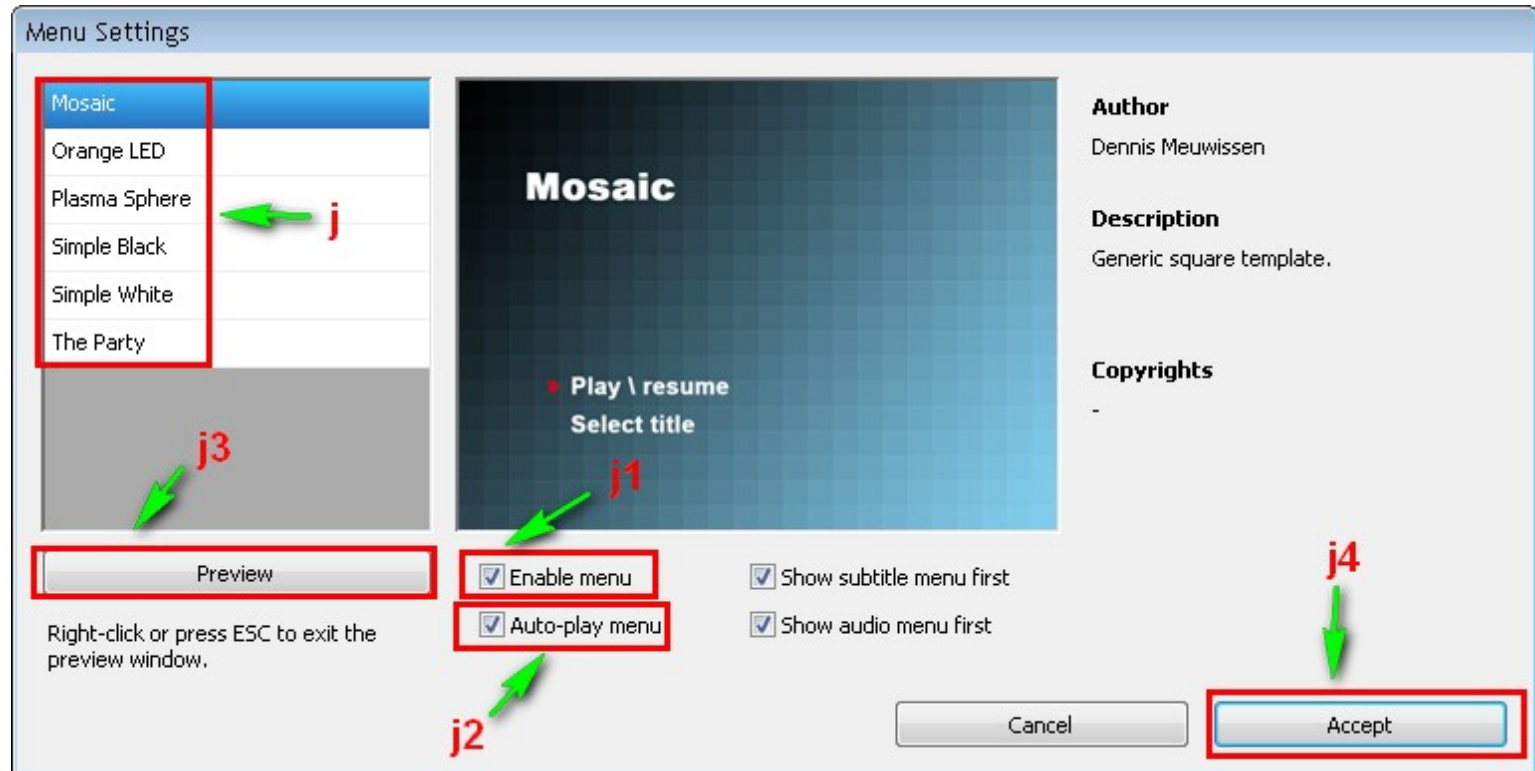 Menu Settings
Mosaic
Orange LED
Plasma Sphere
Simple Black
Simple White
The Party
j
j3
Preview
Right-click or press ESC to exit the
preview window.
Mosaic
Play \ resume
Select title
j1
Enable menu
Auto-play menu
j2
Show subtitle menu first
Show audio menu first
Author
Dennis Meuwissen
Description
Generic square template.
Copyrights
-
j4
Cancel
Accept